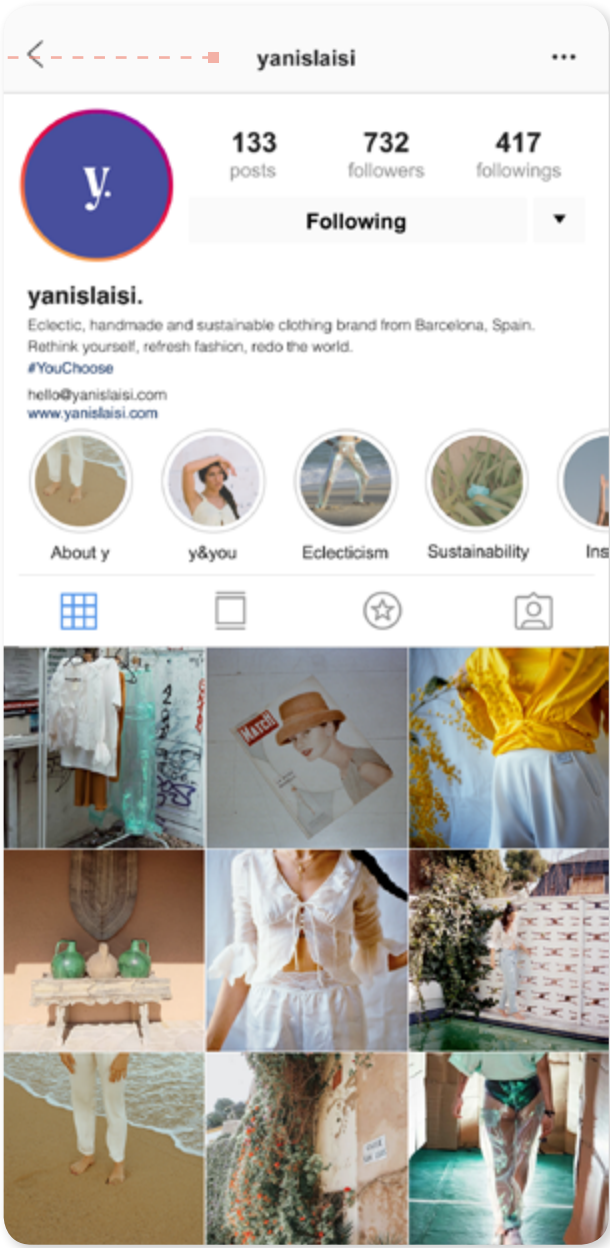 yanislaisi
y.
133
732
417
posts
followers
followings
Following
yanislaisi.
Eclectic, handmade and sustainable clothing brand from Barcelona, Spain.
Rethink yourself, refresh fashion, redo the world.
#YouChoose
hello@yanislaisi.com
www.yanislaisi.com
About y
y&you
Eclecticism
Sustainability
Ins
MATCH